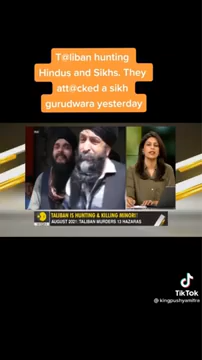 T@liban hunting
Hindus and Sikhs. They
att@cked a sikh
gurudwara yesterday
TALIBAN IS HUNTING & KILLING MINORI
AUGUST 2021: TALIBAN MURDERS 13 HAZARAS
TikTok
@kingpushyamitra